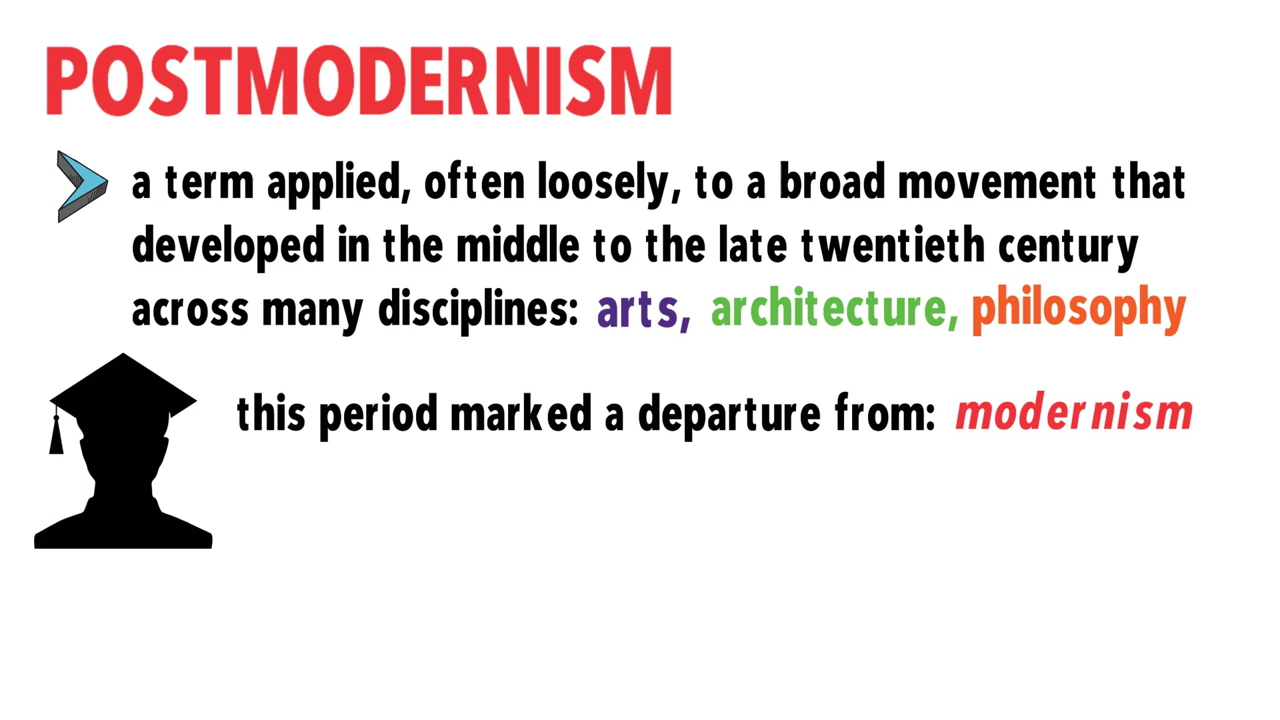 POSTMODERNISM
a term applied, often loosely, to a broad movement that
developed in the middle to the late twentieth century
across many disciplines: arts, architecture, philosophy
this period marked a departure from: modernism